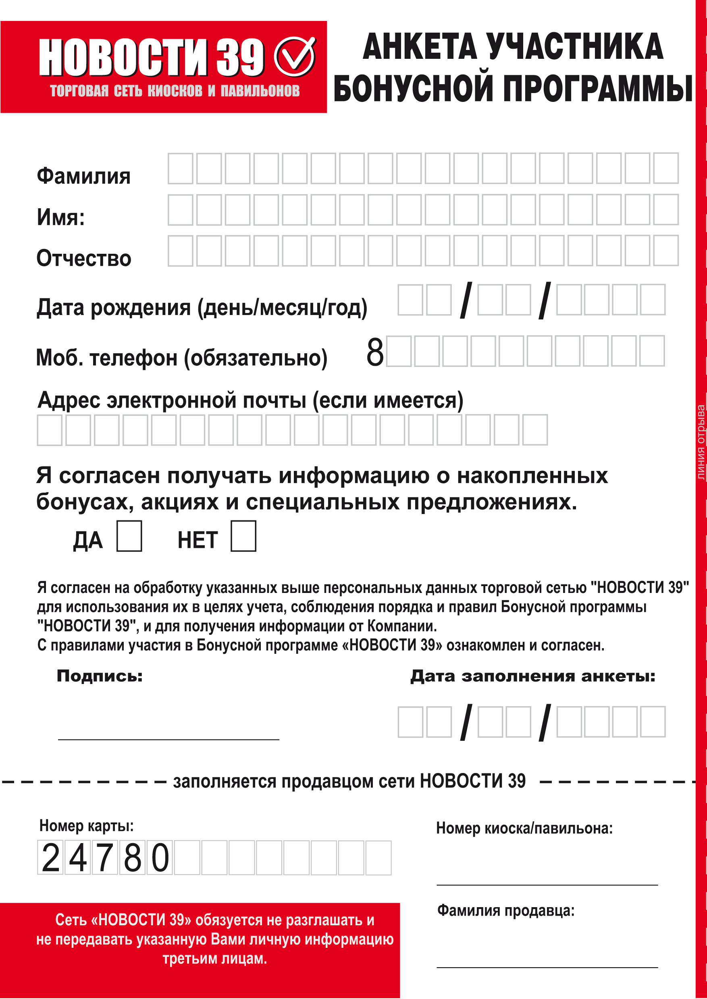 НОВОСТИ 39
ТОРГОВАЯ СЕТЬ КИОСКОВ И ПАВИЛЬОНОВ
АНКЕТА УЧАСТНИКА
БОНУСНОЙ ПРОГРАММЫ
Фамилия
Имя:
Отчество
Дата рождения (день/месяц/год) / /
Моб. телефон (обязательно) 8
Адрес электронной почты (если имеется)
линия отрыва
Я согласен получать информацию о накопленных
бонусах, акциях и специальных предложениях.
ДА НЕТ
Я согласен на обработку указанных выше персональных данных торговой сетью "НОВОСТИ 39"
для использования их в целях учета, соблюдения порядка и правил Бонусной программы
"НОВОСТИ 39", и для получения информации от Компании.
С правилами участия в Бонусной программе «НОВОСТИ 39» ознакомлен и согласен.
Подпись: Дата заполнения анкеты:
/ /
заполняется продавцом сети НОВОСТИ 39
Номер карты:
24780
Номер киоска/павильона:
Фамилия продавца:
Сеть «НОВОСТИ 39» обязуется не разглашать и
не передавать указанную Вами личную информацию
третьим лицам.